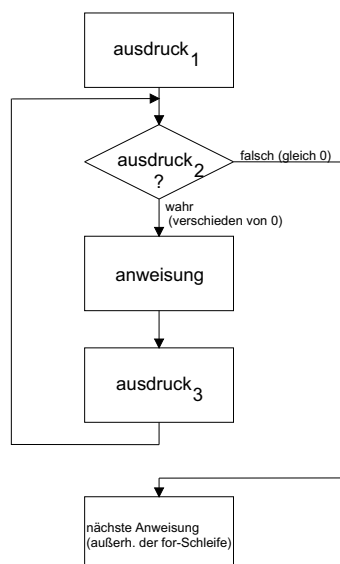 ausdruck1
ausdruck2
?
falsch (gleich 0)
wahr
(verschieden von 0)
anweisung
ausdruck3
nächste Anweisung
(außerh. der for-Schleife)